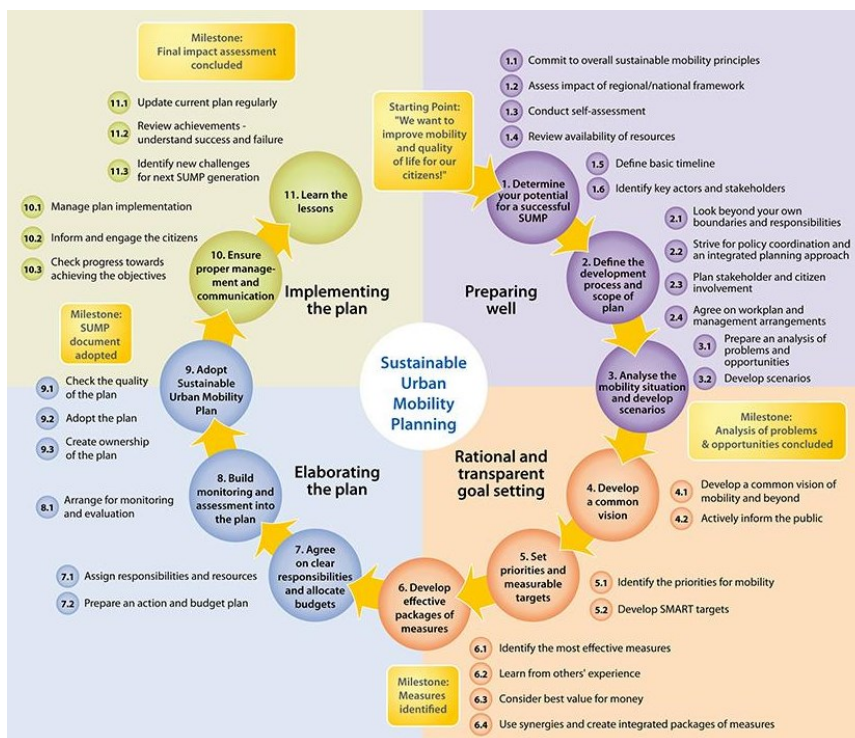 Milestone:
Final impact assessment
concluded
11.1 Update current plan regularly
11.2 Review achievements -
understand success and failure
11.3 Identify new challenges
for next SUMP generation
10.1 Manage plan implementation
10.2 Inform and engage the citizens
10.3 Check progress towards
achieving the objectives
11. Learn the
lessons
10. Ensure
proper manage-
ment and
communication
Implementing
the plan
Starting Point:
"We want to
improve mobility
and quality
of life for our
citizens!"
1.1 Commit to overall sustainable mobility principles
1.2 Assess impact of regional/national framework
1.3 Conduct self-assessment
1.4 Review availability of resources
1.5 Define basic timeline
1.6 Identify key actors and stakeholders
1. Determine
your potential
for a successful
SUMP
2.1 Look beyond your own
boundaries and responsibilities
2.2 Strive for policy coordination and
an integrated planning approach
2.3 Plan stakeholder and citizen
involvement
2.4 Agree on workplan and
management arrangements
2. Define the
development
process and
scope of
plan
Preparing
well
3.1 Prepare an analysis of
problems and
opportunities
3.2 Develop scenarios
3. Analyse the
mobility situation
and develop
scenarios
Milestone:
Analysis of problems
& opportunities concluded
Sustainable
Urban
Mobility
Planning
Rational and
transparent
goal setting
4. Develop
a common
vision
4.1 Develop a common vision of
mobility and beyond
4.2 Actively inform the public
5. Set
priorities and
measurable
targets
5.1 Identify the priorities for mobility
5.2 Develop SMART targets
6. Develop
effective
packages of
measures
6.1 Identify the most effective measures
6.2 Learn from others' experience
6.3 Consider best value for money
6.4 Use synergies and create integrated packages of measures
Milestone:
Measures
identified
Elaborating
the plan
7. Agree
on clear
responsibilities
and allocate
budgets
7.1 Assign responsibilities and resources
7.2 Prepare an action and budget plan
8. Build
monitoring and
assessment into
the plan
8.1 Arrange for monitoring
and evaluation
9. Adopt
Sustainable
Urban Mobility
Plan
9.1 Check the quality
of the plan
9.2 Adopt the plan
9.3 Create ownership
of the plan
Milestone:
SUMP
document
adopted